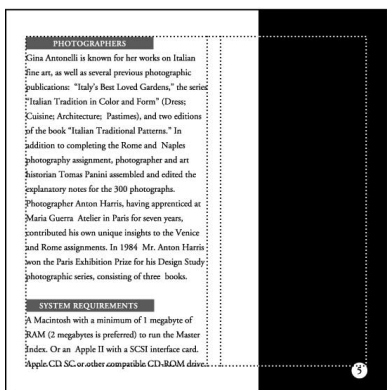 PHOTOGRAPHERS
Gina Antonelli is known for her works on Italian
fine art, as well as several previous photographic
publications: "Italy's Best Loved Gardens," the series
"Italian Tradition in Color and Form" (Dress;
Cuisine; Architecture; Pastimes), and two editions
of the book "Italian Traditional Patterns." In
addition to completing the Rome and Naples
photography assignment, photographer and art
historian Tomas Panini assembled and edited the
explanatory notes for the 300 photographs.
Photographer Anton Harris, having apprenticed at
Maria Guerra Atelier in Paris for seven years,
contributed his own unique insights to the Venice
and Rome assignments. In 1984 Mr. Anton Harris
won the Paris Exhibition Prize for his Design Study
photographic series, consisting of three books.
SYSTEM REQUIREMENTS
A Macintosh with a minimum of 1 megabyte of
RAM (2 megabytes is preferred) to run the Master
Index. Or an Apple II with a SCSI interface card.
Apple CD SC or other compatible CD-ROM drive
5